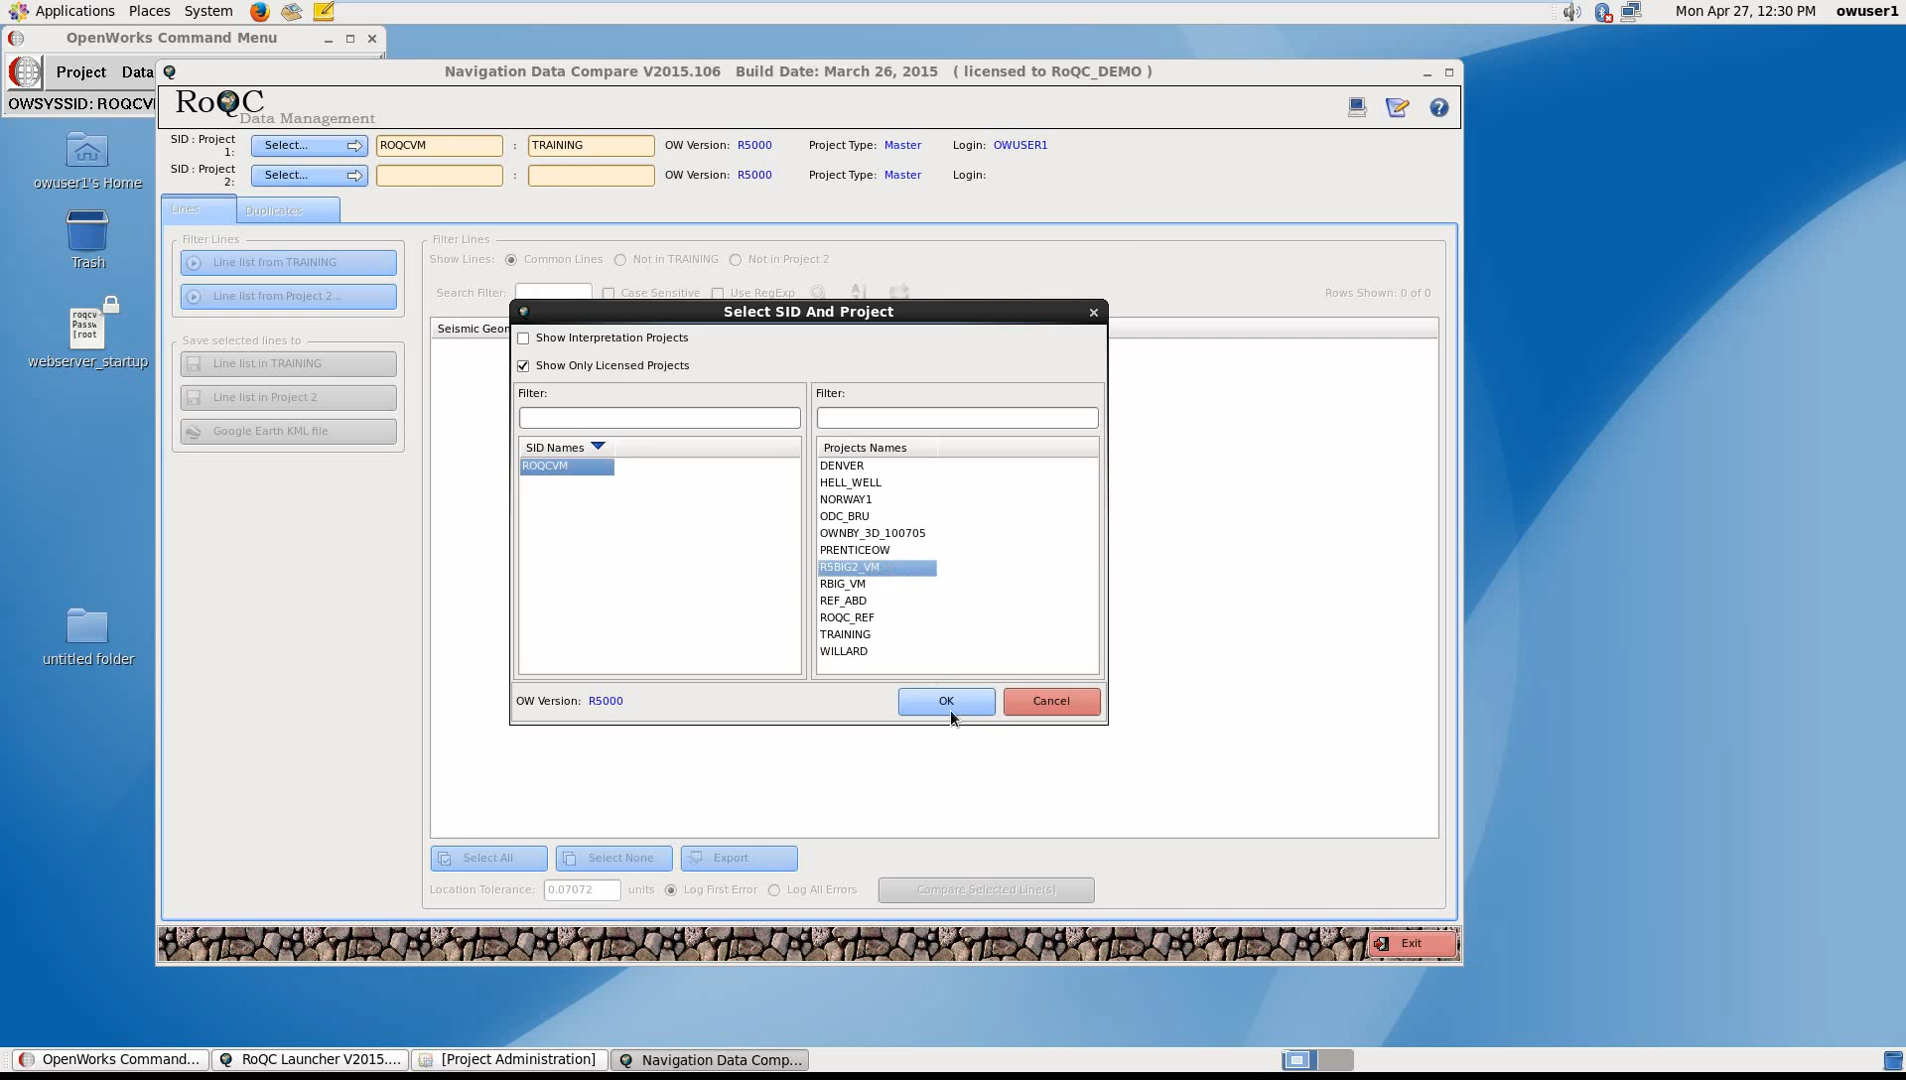 Applications Places System Mon Apr 27, 12:30 PM owuser1
OpenWorks Command Menu
Project Data
OWSYSSID: ROQCV
owuser1's Home
Trash
roqcv
Passw
[root
webserver_startup
untitled folder
Navigation Data Compare V2015.106 Build Date: March 26, 2015 ( licensed to RoQC_DEMO )
RoQC
Data Management
SID : Project 1: Select... ROQCVM : TRAINING OW Version: R5000 Project Type: Master Login: OWUSER1
SID : Project 2: Select... : OW Version: R5000 Project Type: Master Login:
Lines Duplicates
Filter Lines
Line list from TRAINING
Line list from Project 2...
Save selected lines to
Line list in TRAINING
Line list in Project 2
Google Earth KML file
Filter Lines
Show Lines: Common Lines Not in TRAINING Not in Project 2
Search Filter: Case Sensitive Use RegExp Rows Shown: 0 of 0
Seismic Geon
Select SID And Project
Show Interpretation Projects
Show Only Licensed Projects
Filter: Filter:
SID Names Projects Names
ROQCVM
DENVER
HELL_WELL
NORWAY1
ODC_BRU
OWNBY_3D_100705
PRENTICEOW
R5BIG2_VM
RBIG_VM
REF_ABD
ROQC_REF
TRAINING
WILLARD
OW Version: R5000 OK Cancel
Select All Select None Export
Location Tolerance: 0.07072 units Log First Error Log All Errors Compare Selected Line(s)
Exit
OpenWorks Command... RoQC Launcher V2015.... [Project Administration] Navigation Data Comp...